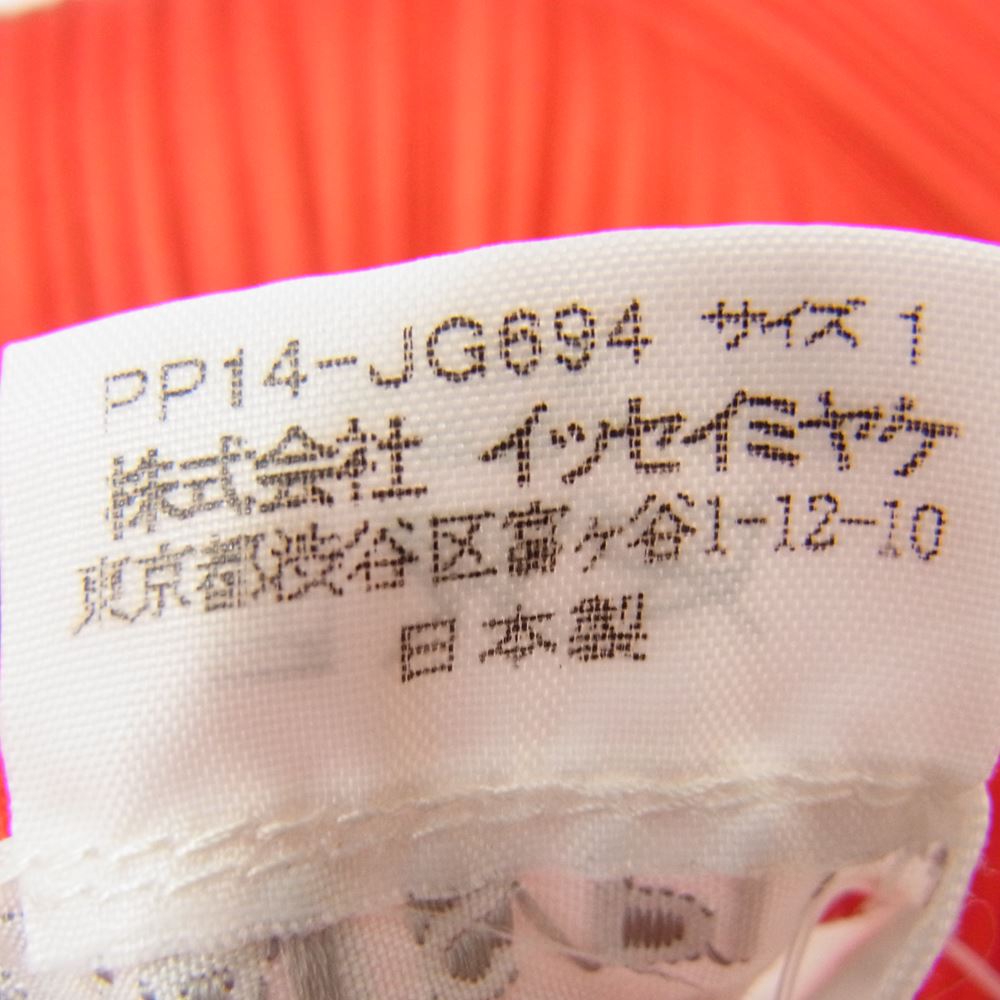 PP14-JG694 サイズ 1
株式会社 イッセイミヤケ
東京都渋谷区富ヶ谷1-12-10
日本製